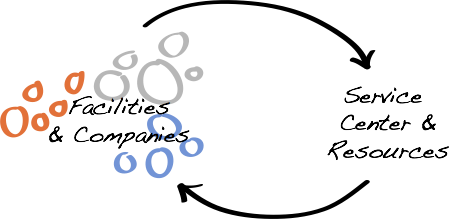 Facilities
& Companies
Service
Center &
Resources